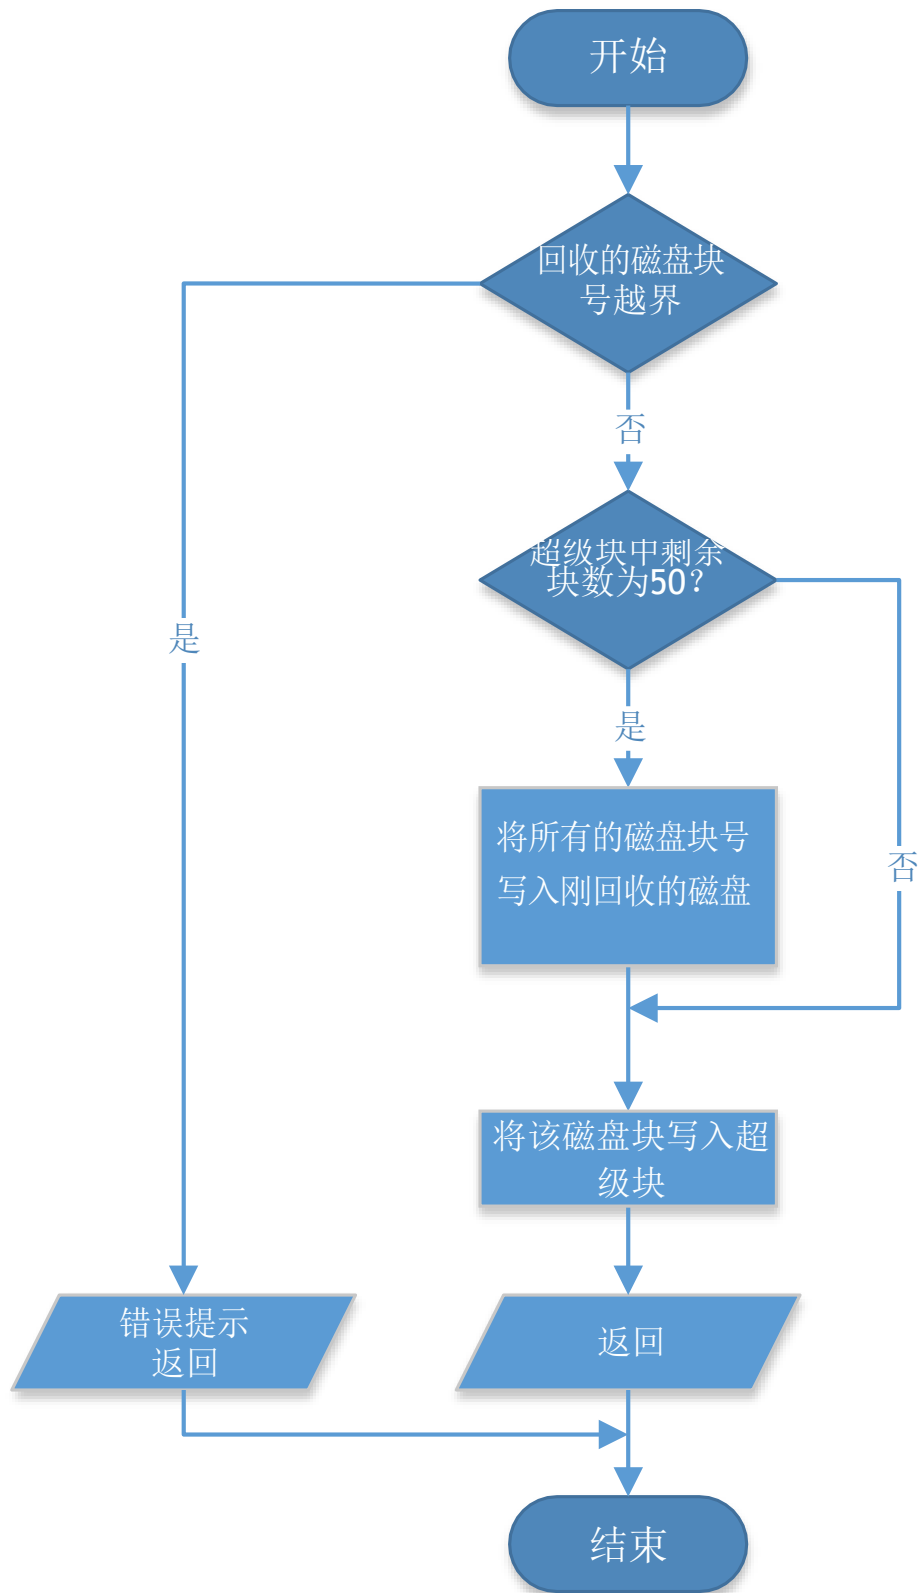 开始
回收的磁盘块
号越界
否
超级块中剩余
块数为50？
是
是
将所有的磁盘块号
写入刚回收的磁盘
否
将该磁盘块写入超
级块
错误提示
返回
返回
结束